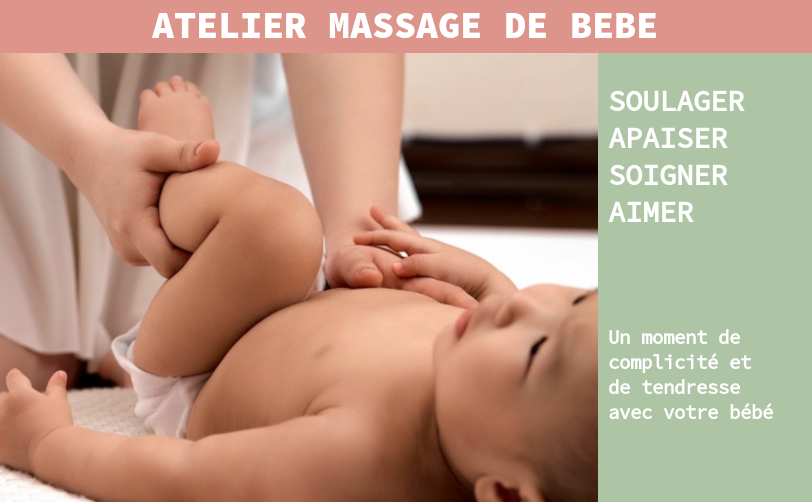 ATELIER MASSAGE DE BEBE
SOULAGER
APAISER
SOIGNER
AIMER
Un moment de
complicité et
de tendresse
avec votre bébé